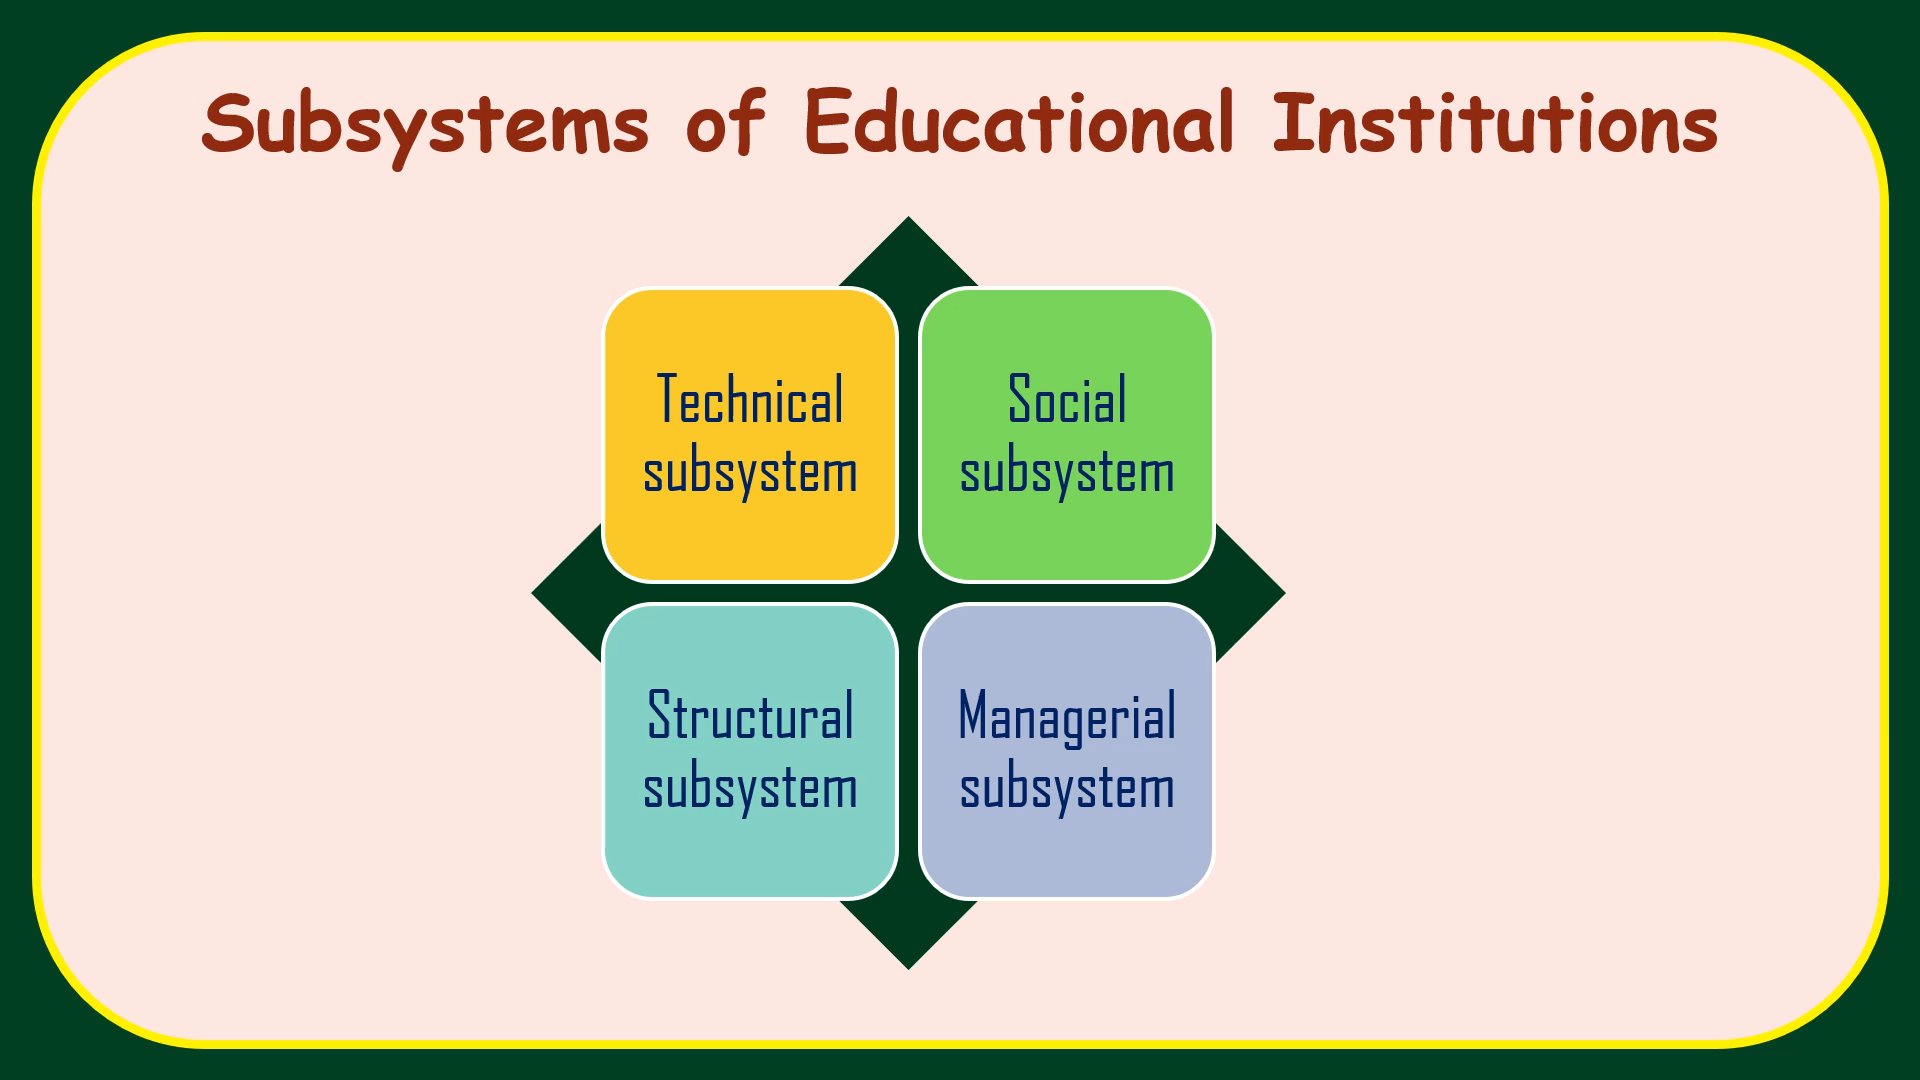 Subsystems of Educational Institutions
Technical
subsystem
Social
subsystem
Structural
subsystem
Managerial
subsystem